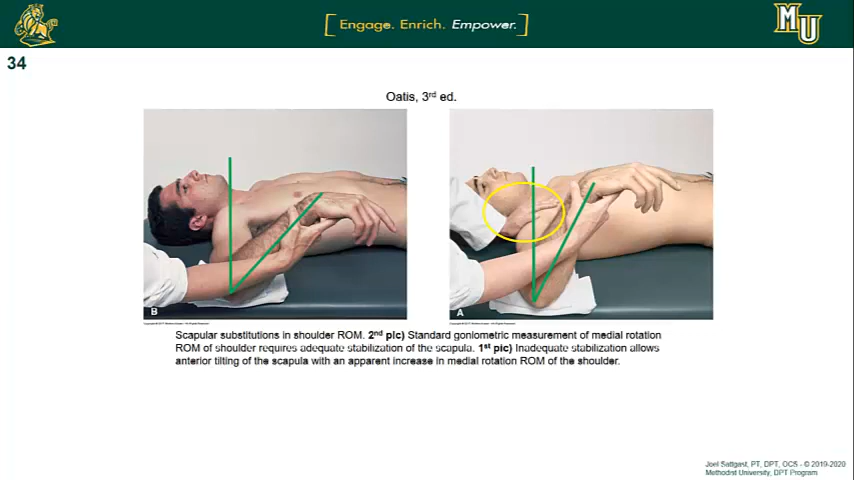 [Engage. Enrich. Empower.]
MU
34
Oatis, 3rd ed.
B
A
Scapular substitutions in shoulder ROM. 2nd pic) Standard goniometric measurement of medial rotation
ROM of shoulder requires adequate stabilization of the scapula. 1st pic) Inadequate stabilization allows
anterior tilting of the scapula with an apparent increase in medial rotation ROM of the shoulder.
Joel Sattgast, PT, DPT, OCS - © 2019-2020
Methodist University, DPT Program